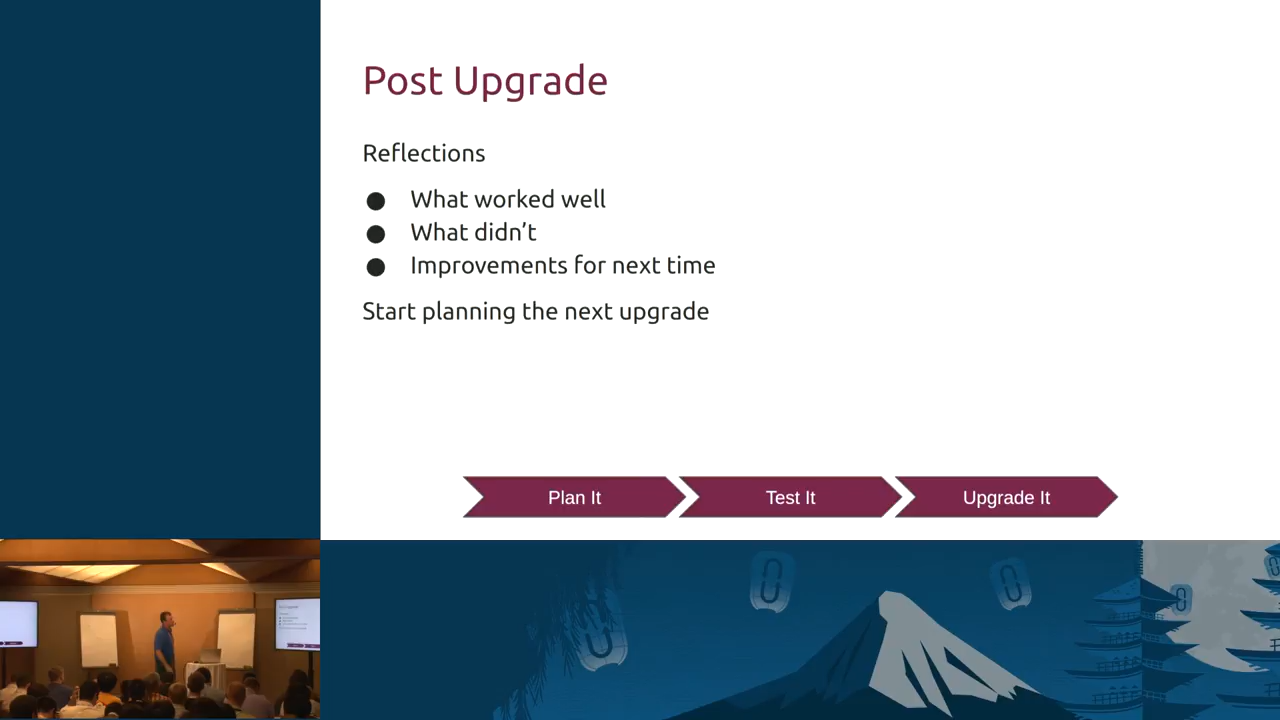 Post Upgrade
Reflections
● What worked well
● What didn’t
● Improvements for next time
Start planning the next upgrade
Plan It
Test It
Upgrade It